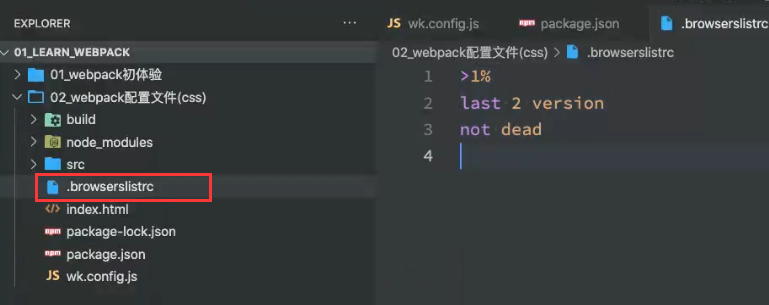 EXPLORER ···
01_LEARN_WEBPACK
01_webpack初体验
02_webpack配置文件(css)
build
node_modules
src
.browserslistrc
index.html
package-lock.json
package.json
wk.config.js
JS wk.config.js npm package.json .browserslistrc
02_webpack配置文件(css) > .browserslistrc
1 >1%
2 last 2 version
3 not dead
4